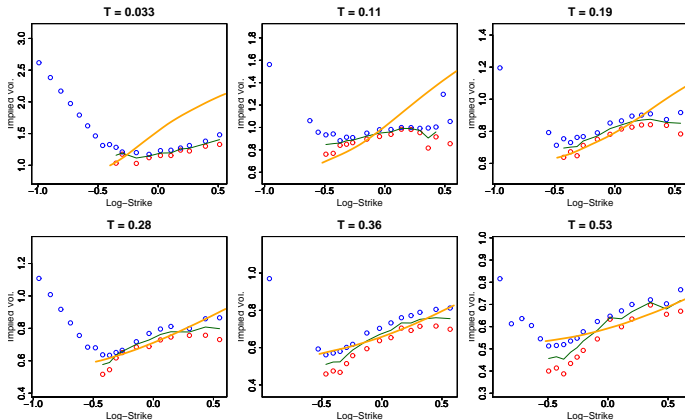 T = 0.033
T = 0.11
T = 0.19
Implied Vol.
1.0 1.5 2.0 2.5 3.0
Implied Vol.
0.8 1.0 1.2 1.4 1.6 1.8
Implied Vol.
0.6 0.8 1.0 1.2 1.4
−1.0 −0.5 0.0 0.5
−1.0 −0.5 0.0 0.5
−1.0 −0.5 0.0 0.5
Log−Strike
Log−Strike
Log−Strike
T = 0.28
T = 0.36
T = 0.53
Implied Vol.
0.4 0.6 0.8 1.0 1.2 1.4
Implied Vol.
0.4 0.6 0.8 1.0
Implied Vol.
0.3 0.4 0.5 0.6 0.7 0.8 0.9 1.0
−1.0 −0.5 0.0 0.5
−0.5 0.0 0.5
−0.5 0.0 0.5
Log−Strike
Log−Strike
Log−Strike